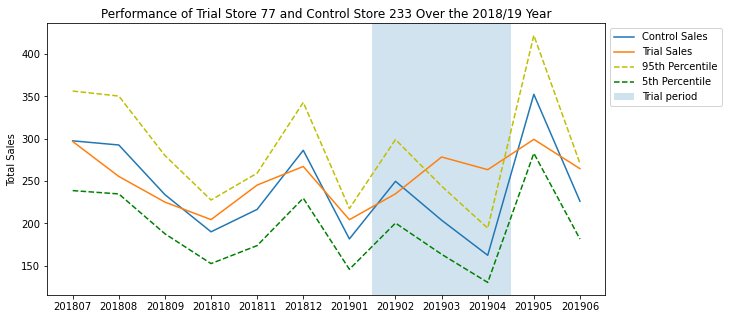 Performance of Trial Store 77 and Control Store 233 Over the 2018/19 Year
Total Sales
400
350
300
250
200
150
201807 201808 201809 201810 201811 201812 201901 201902 201903 201904 201905 201906
Control Sales
Trial Sales
95th Percentile
5th Percentile
Trial period